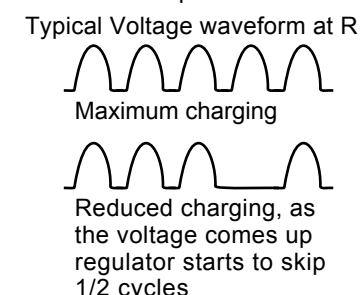 Typical Voltage waveform at R
Maximum charging
Reduced charging, as
the voltage comes up
regulator starts to skip
1/2 cycles